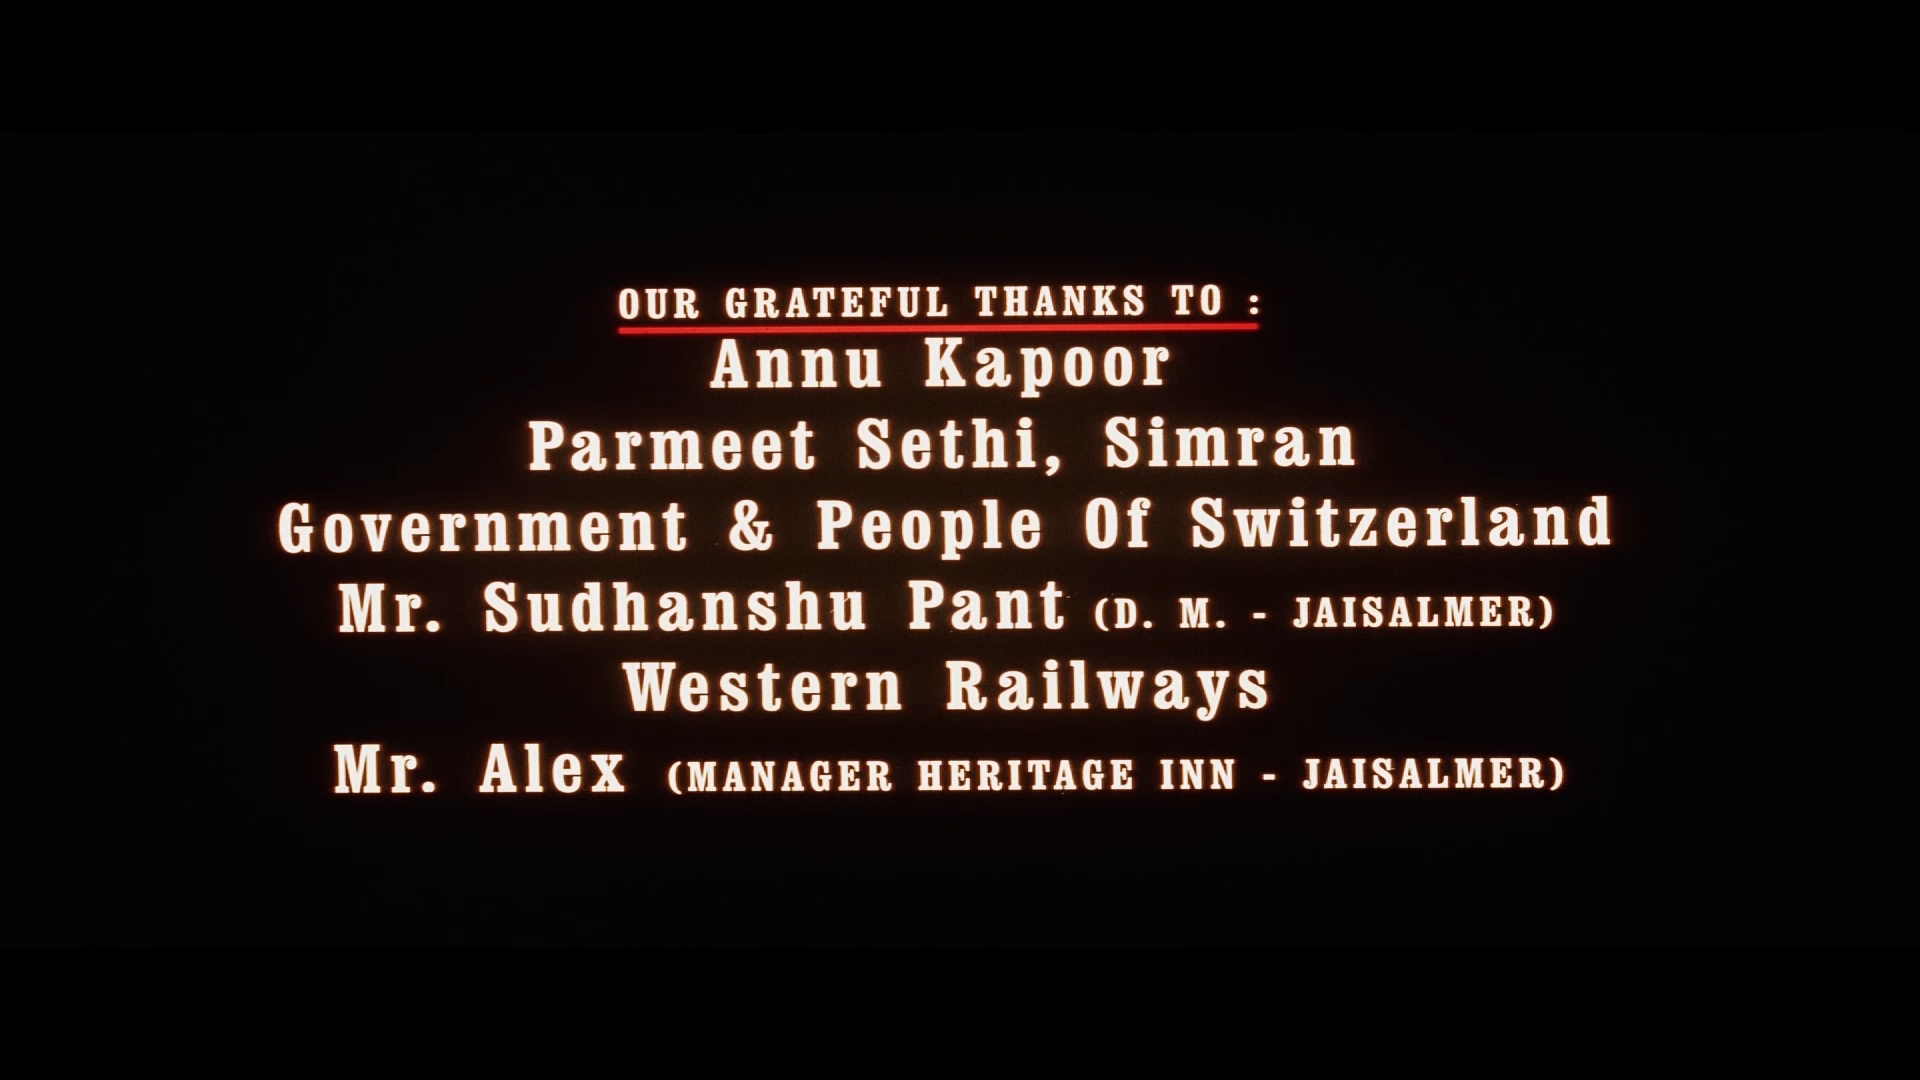 OUR GRATEFUL THANKS TO :
Annu Kapoor
Parmeet Sethi, Simran
Government & People Of Switzerland
Mr. Sudhanshu Pant (D. M. - JAISALMER)
Western Railways
Mr. Alex (MANAGER HERITAGE INN - JAISALMER)